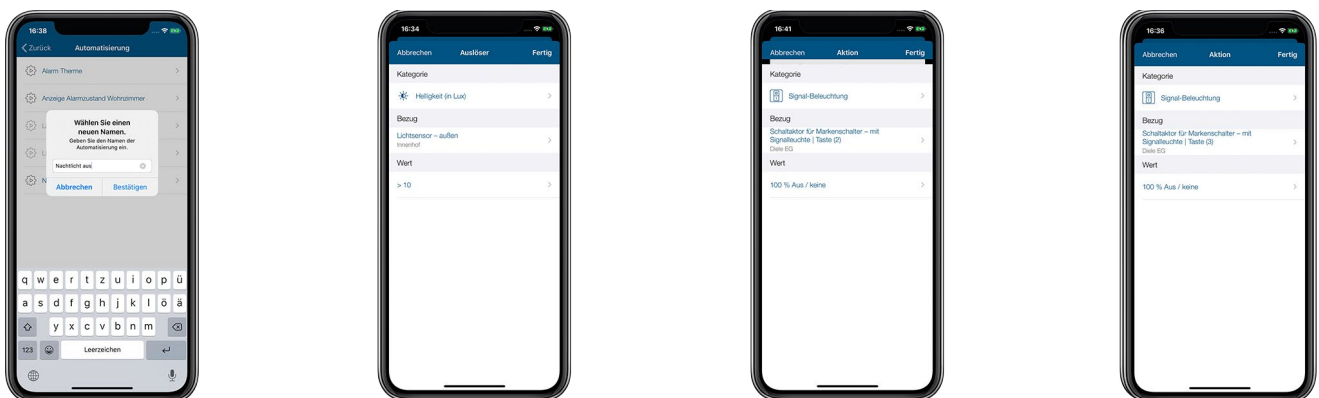 16:38
Zurück Automatisierung
Alarm Therme
Anzeige Alarmzustand Wohnzimmer
L
Wählen Sie einen
neuen Namen.
Geben Sie den Namen der
Automatisierung ein.
L
Nachtlicht aus
N
Abbrechen Bestätigen
q w e r t z u i o p ü
a s d f g h j k l ö ä
y x c v b n m
123 Leerzeichen
16:34
Abbrechen Auslöser Fertig
Kategorie
Helligkeit (in Lux)
Bezug
Lichtsensor – außen
Innenhof
Wert
> 10
16:41
Abbrechen Aktion Fertig
Kategorie
Signal-Beleuchtung
Bezug
Schaltaktor für Markenschalter – mit
Signalleuchte | Taste (2)
Diele EG
Wert
100 % Aus / keine
16:36
Abbrechen Aktion Fertig
Kategorie
Signal-Beleuchtung
Bezug
Schaltaktor für Markenschalter – mit
Signalleuchte | Taste (3)
Diele EG
Wert
100 % Aus / keine